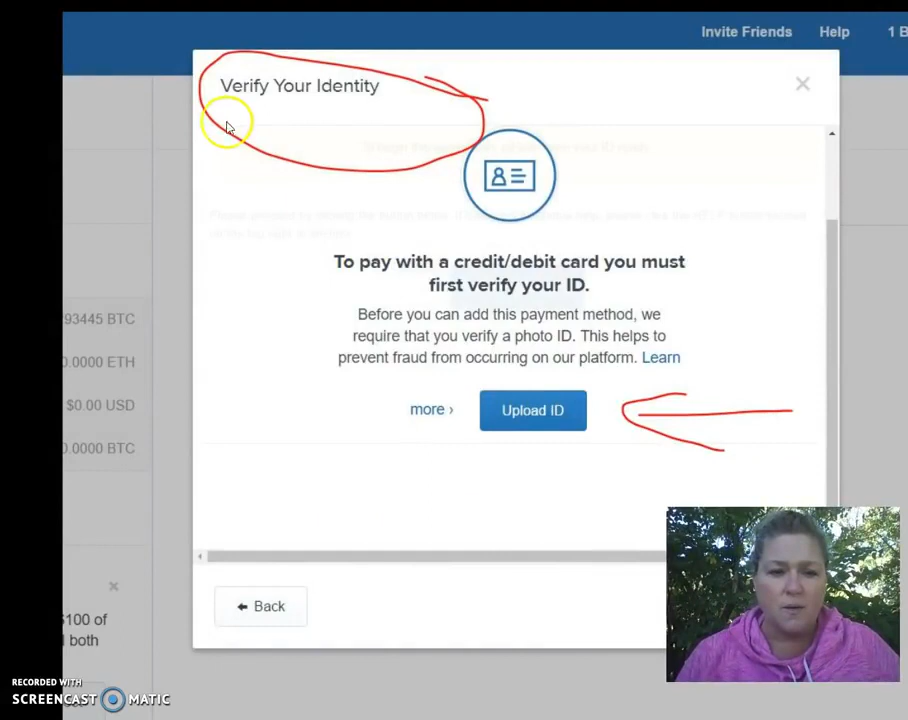 Invite Friends Help 1 B
Verify Your Identity
To pay with a credit/debit card you must
first verify your ID.
Before you can add this payment method, we
require that you verify a photo ID. This helps to
prevent fraud from occurring on our platform. Learn
more ›
Upload ID
93445 BTC
0.0000 ETH
$0.00 USD
0.0000 BTC
$100 of
both
Back
RECORDED WITH
SCREENCAST MATIC